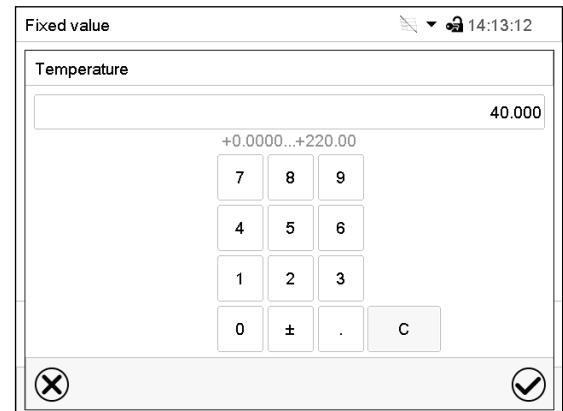 Fixed value 14:13:12
Temperature
40.000
+0.0000...+220.00
7 8 9
4 5 6
1 2 3
0 ± . C